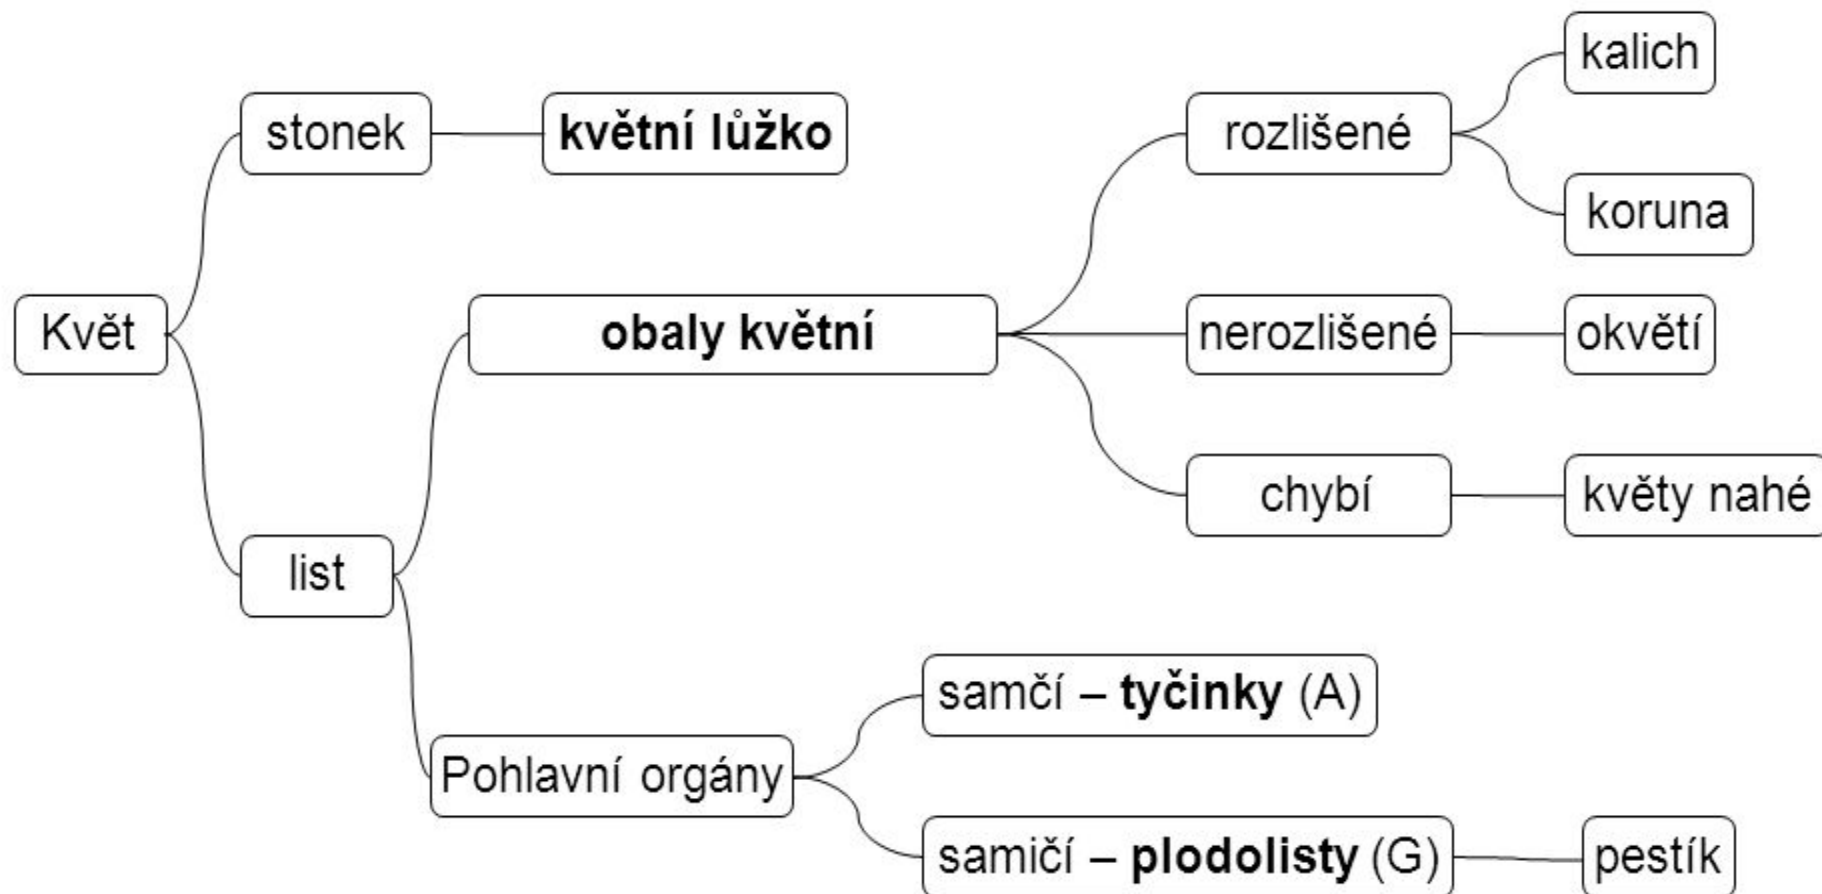 Květ
stonek
květní lůžko
list
obaly květní
rozlišené
kalich
koruna
nerozlišené
okvětí
chybí
květy nahé
Pohlavní orgány
samčí – tyčinky (A)
samičí – plodolisty (G)
pestík